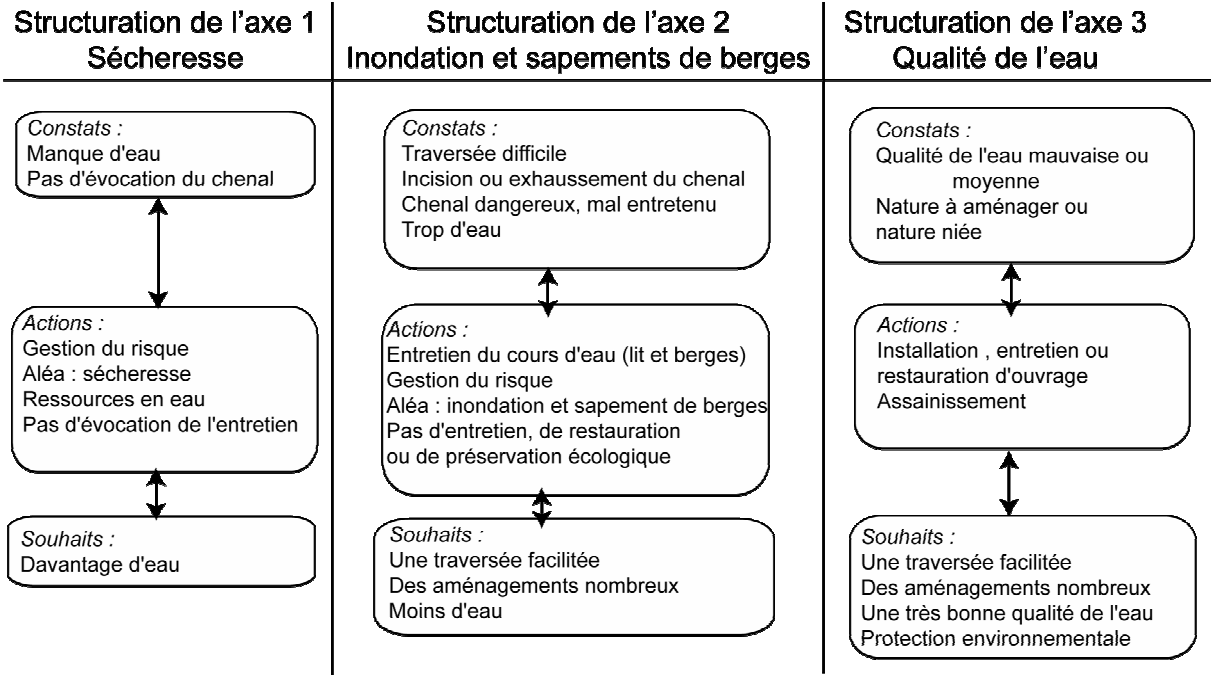 Structuration de l'axe 1
Sécheresse
Constats :
Manque d'eau
Pas d'évocation du chenal
Actions :
Gestion du risque
Aléa : sécheresse
Ressources en eau
Pas d'évocation de l'entretien
Souhaits :
Davantage d'eau
Structuration de l'axe 2
Inondation et sapements de berges
Constats :
Traversée difficile
Incision ou exhaussement du chenal
Chenal dangereux, mal entretenu
Trop d'eau
Actions :
Entretien du cours d'eau (lit et berges)
Gestion du risque
Aléa : inondation et sapement de berges
Pas d'entretien, de restauration
ou de préservation écologique
Souhaits :
Une traversée facilitée
Des aménagements nombreux
Moins d'eau
Structuration de l'axe 3
Qualité de l'eau
Constats :
Qualité de l'eau mauvaise ou
moyenne
Nature à aménager ou
nature niée
Actions :
Installation , entretien ou
restauration d'ouvrage
Assainissement
Souhaits :
Une traversée facilitée
Des aménagements nombreux
Une très bonne qualité de l'eau
Protection environnementale